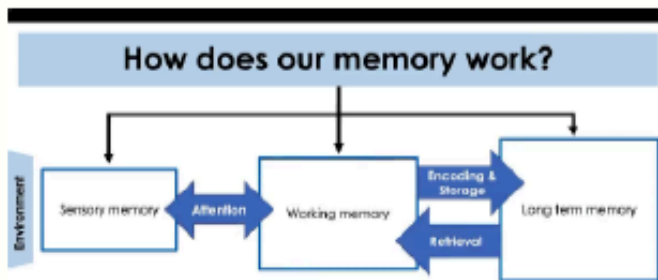 How does our memory work?
Environment
Sensory memory
Attention
Working memory
Encoding &
Storage
Retrieval
Long term memory